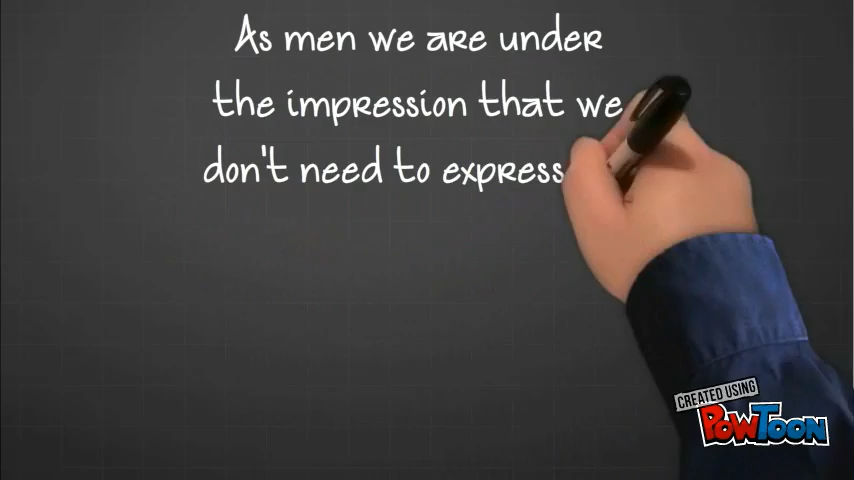 As men we are under
the impression that we
don't need to express
CREATED USING
POWTOON